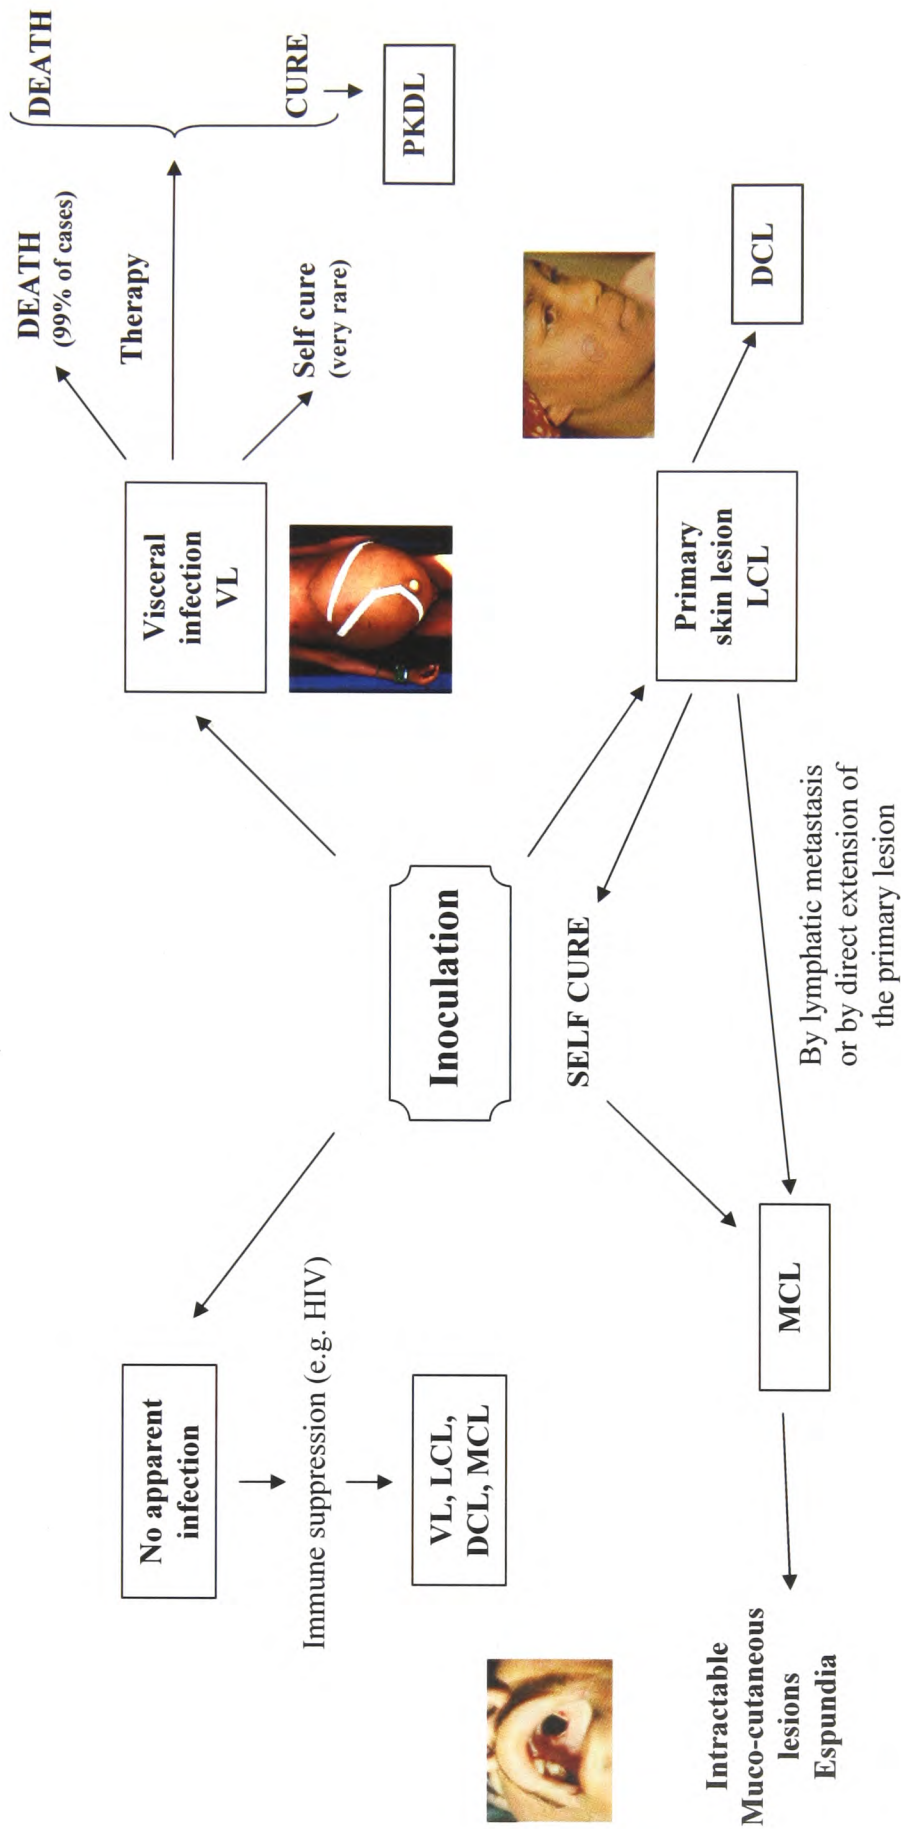 No apparent
infection
Immune suppression (e.g. HIV)
VL, LCL,
DCL, MCL
Inoculation
Visceral
infection
VL
DEATH
(99% of cases)
Therapy
Self cure
(very rare)
DEATH
CURE
PKDL
SELF CURE
Primary
skin lesion
LCL
DCL
By lymphatic metastasis
or by direct extension of
the primary lesion
MCL
Intractable
Muco-cutaneous
lesions
Espundia